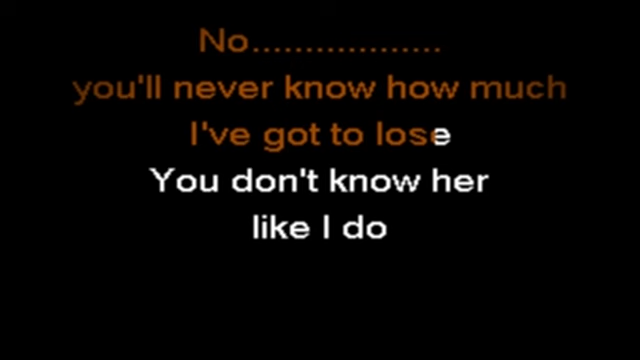 No..................
you'll never know how much
I've got to lose
You don't know her
like I do